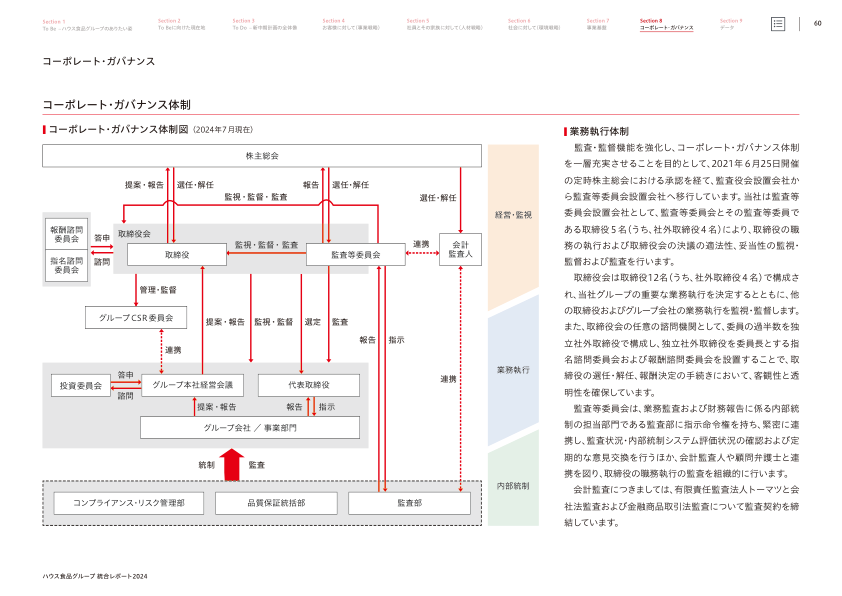 Section 1
To Be -ハウス食品グループのありたい姿
Section 2
To Beに向けた現在地
Section 3
To Do -新中期計画の全体像
Section 4
お客様に対して(事業戦略)
Section 5
社員とその家族に対して(人材戦略)
Section 6
社会に対して(環境戦略)
Section 7
事業基盤
Section 8
コーポレート・ガバナンス
Section 9
データ
60
コーポレート・ガバナンス
コーポレート・ガバナンス体制
コーポレート・ガバナンス体制図(2024年7月現在)
株主総会
提案・報告
選任・解任
報告
選任・解任
監視・監督・監査
選任・解任
報酬諮問
委員会
指名諮問
委員会
答申
諮問
取締役会
取締役
監視・監督・監査
監査等委員会
連携
会計
監査人
管理・監督
グループCSR委員会
提案・報告
監視・監督
選定
監査
報告
指示
連携
投資委員会
答申
諮問
グループ本社経営会議
代表取締役
連携
提案・報告
報告
指示
グループ会社 / 事業部門
統制
監査
コンプライアンス・リスク管理部
品質保証統括部
監査部
経営・監視
業務執行
内部統制
業務執行体制
監査・監督機能を強化し、コーポレート・ガバナンス体制
を一層充実させることを目的として、2021年6月25日開催
の定時株主総会における承認を経て、監査役会設置会社か
ら監査等委員会設置会社へ移行しています。当社は監査等
委員会設置会社として、監査等委員会とその監査等委員で
ある取締役5名(うち、社外取締役4名)により、取締役の職
務の執行および取締役会の決議の適法性、妥当性の監視・
監督および監査を行います。
取締役会は取締役12名(うち、社外取締役4名)で構成さ
れ、当社グループの重要な業務執行を決定するとともに、他
の取締役およびグループ会社の業務執行を監視・監督します。
また、取締役会の任意の諮問機関として、委員の過半数を独
立社外取締役で構成し、独立社外取締役を委員長とする指
名諮問委員会および報酬諮問委員会を設置することで、取
締役の選任・解任、報酬決定の手続きにおいて、客観性と透
明性を確保しています。
監査等委員会は、業務監査および財務報告に係る内部統
制の担当部門である監査部に指示命令権を持ち、緊密に連
携し、監査状況・内部統制システム評価状況の確認および定
期的な意見交換を行うほか、会計監査人や顧問弁護士と連
携を図り、取締役の職務執行の監査を組織的に行います。
会計監査につきましては、有限責任監査法人トーマツと会
社法監査および金融商品取引法監査について監査契約を締
結しています。
ハウス食品グループ 統合レポート2024